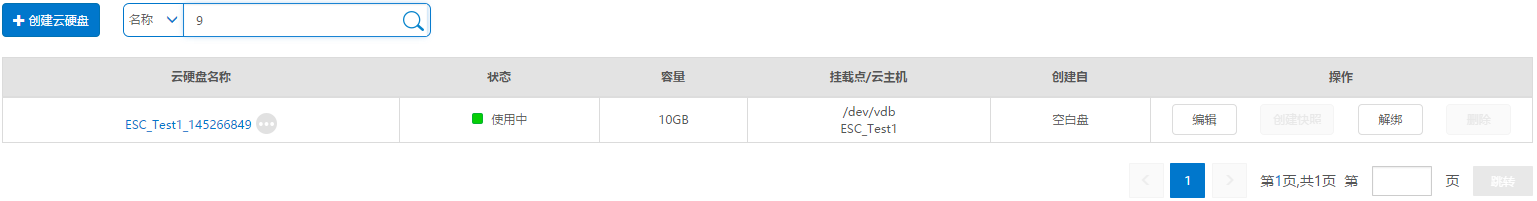 创建云硬盘
名称 9
云硬盘名称 状态 容量 挂载点/云主机 创建自 操作
ESC_Test1_145266849 使用中 10GB /dev/vdb 空白盘 编辑 创建快照 解绑 删除
ESC_Test1
1 第1页,共1页 第 页 跳转